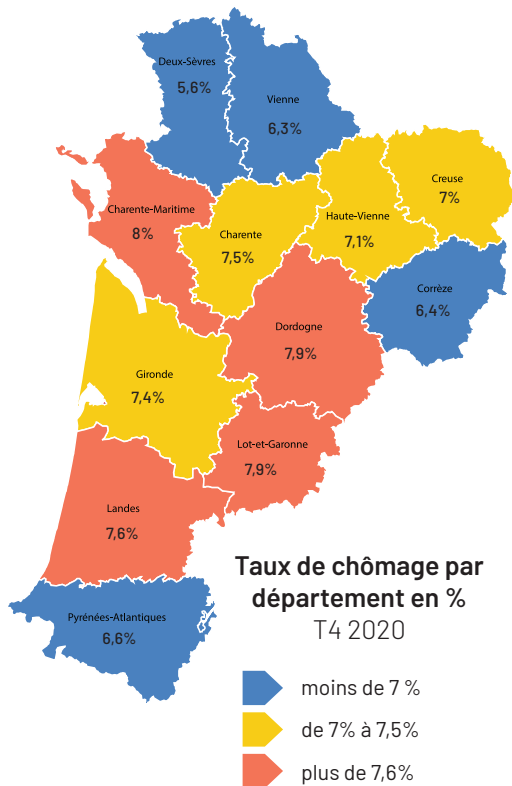 Deux-Sèvres
5,6%
Vienne
6,3%
Creuse
7%
Charente-Maritime
8%
Charente
7,5%
Haute-Vienne
7,1%
Corrèze
6,4%
Dordogne
7,9%
Gironde
7,4%
Lot-et-Garonne
7,9%
Landes
7,6%
Pyrénées-Atlantiques
6,6%
Taux de chômage par
département en %
T4 2020
moins de 7 %
de 7% à 7,5%
plus de 7,6%